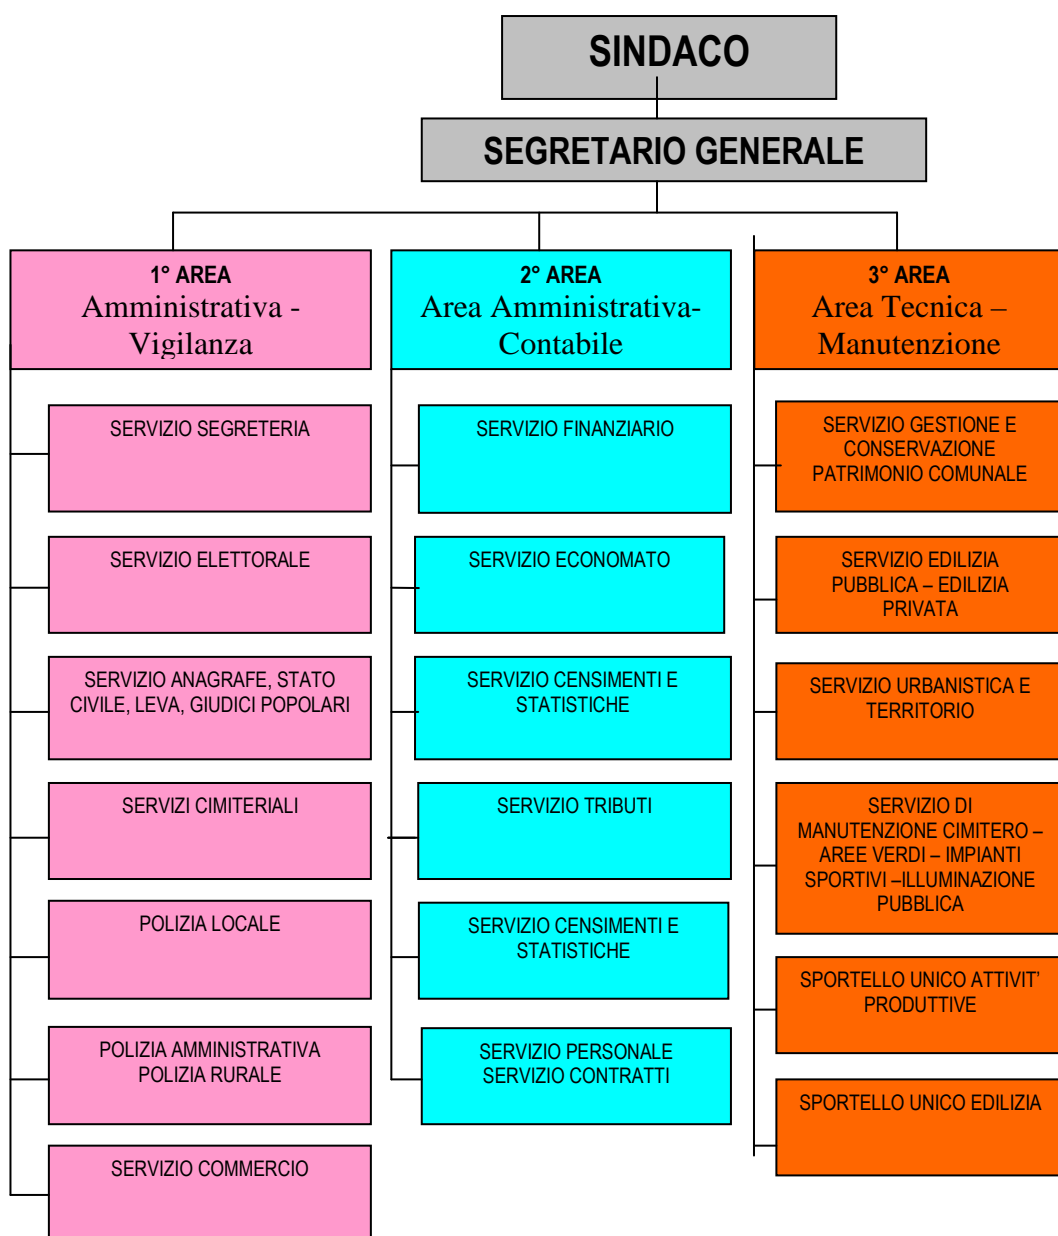 SINDACO
SEGRETARIO GENERALE
1° AREA
Amministrativa -
Vigilanza
SERVIZIO SEGRETERIA
SERVIZIO ELETTORALE
SERVIZIO ANAGRAFE, STATO
CIVILE, LEVA, GIUDICI POPOLARI
SERVIZI CIMITERIALI
POLIZIA LOCALE
POLIZIA AMMINISTRATIVA
POLIZIA RURALE
SERVIZIO COMMERCIO
2° AREA
Area Amministrativa-
Contabile
SERVIZIO FINANZIARIO
SERVIZIO ECONOMATO
SERVIZIO CENSIMENTI E
STATISTICHE
SERVIZIO TRIBUTI
SERVIZIO CENSIMENTI E
STATISTICHE
SERVIZIO PERSONALE
SERVIZIO CONTRATTI
3° AREA
Area Tecnica –
Manutenzione
SERVIZIO GESTIONE E
CONSERVAZIONE
PATRIMONIO COMUNALE
SERVIZIO EDILIZIA
PUBBLICA – EDILIZIA
PRIVATA
SERVIZIO URBANISTICA E
TERRITORIO
SERVIZIO DI
MANUTENZIONE CIMITERO –
AREE VERDI – IMPIANTI
SPORTIVI –ILLUMINAZIONE
PUBBLICA
SPORTELLO UNICO ATTIVIT’
PRODUTTIVE
SPORTELLO UNICO EDILIZIA